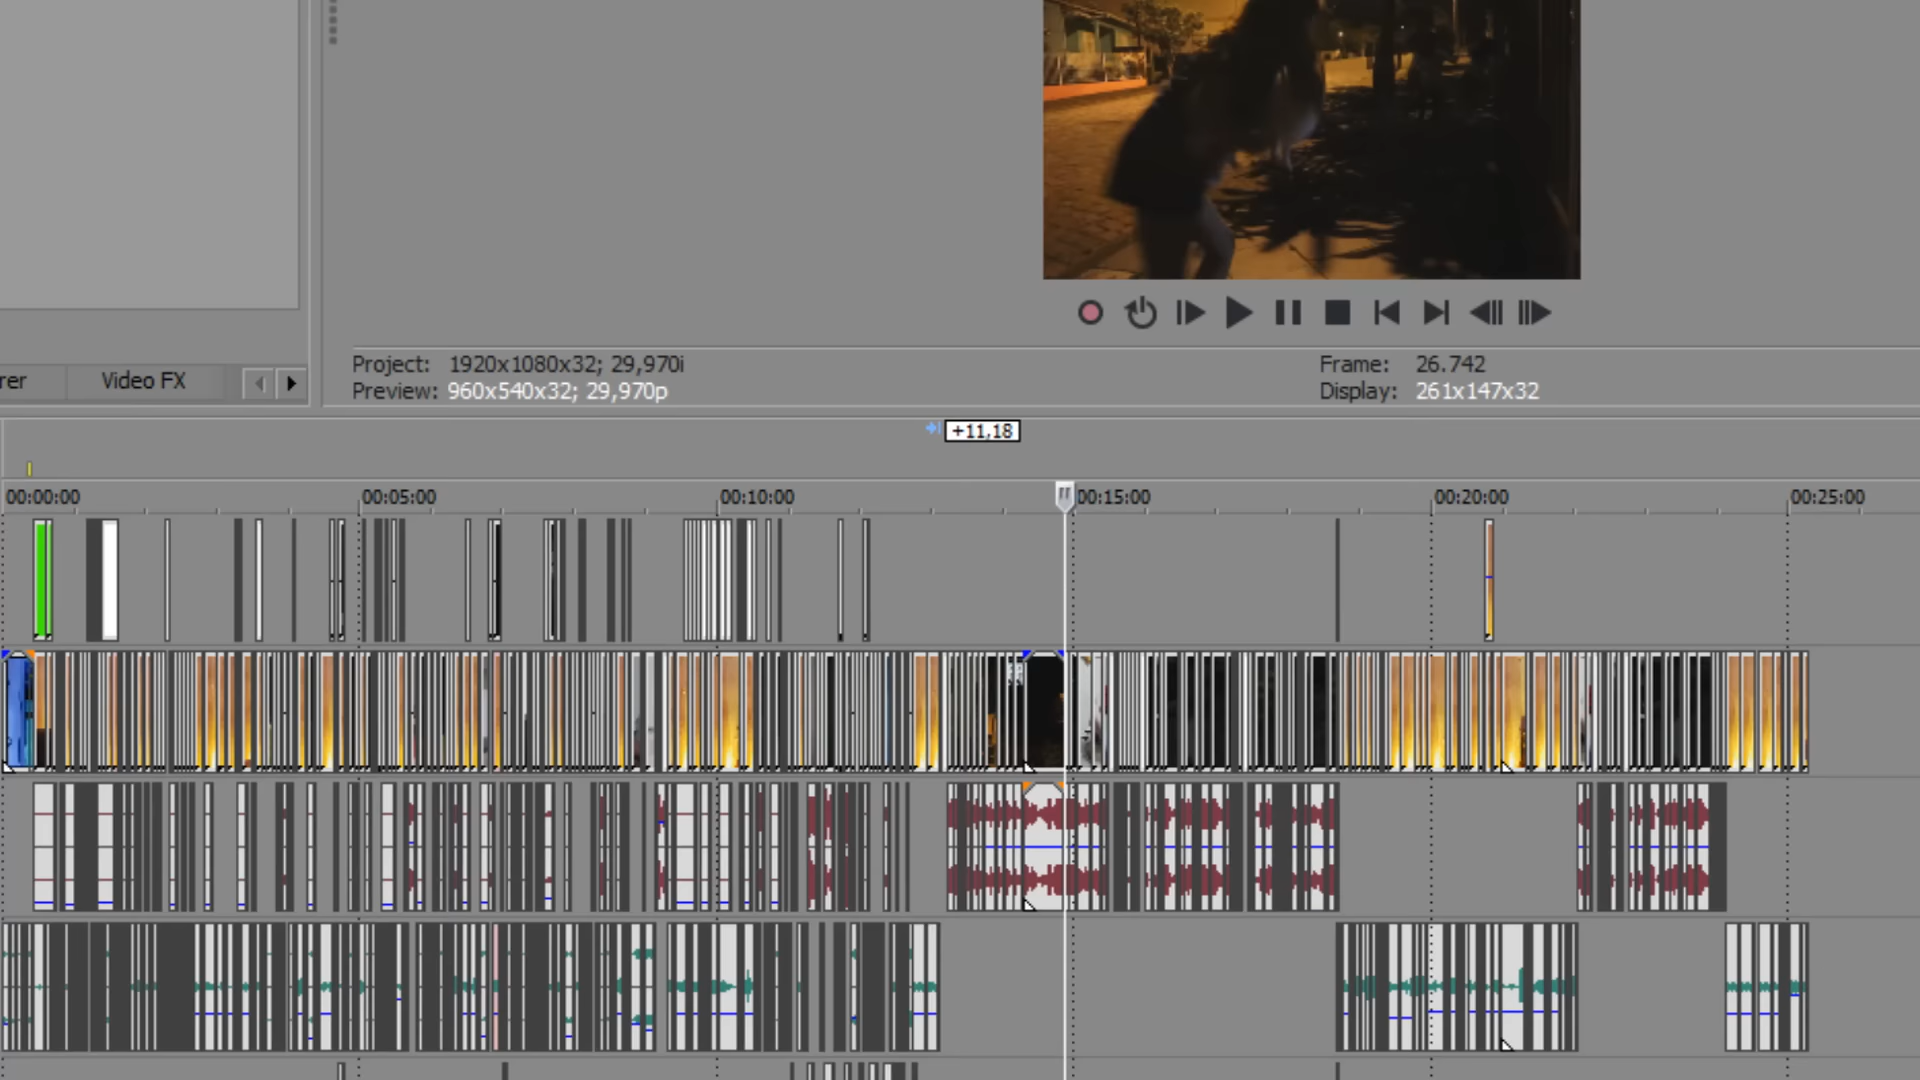 rer
Video FX
Project: 1920x1080x32; 29,970i
Preview: 960x540x32; 29,970p
Frame: 26.742
Display: 261x147x32
+11,18
00:00:00
00:05:00
00:10:00
00:15:00
00:20:00
00:25:00